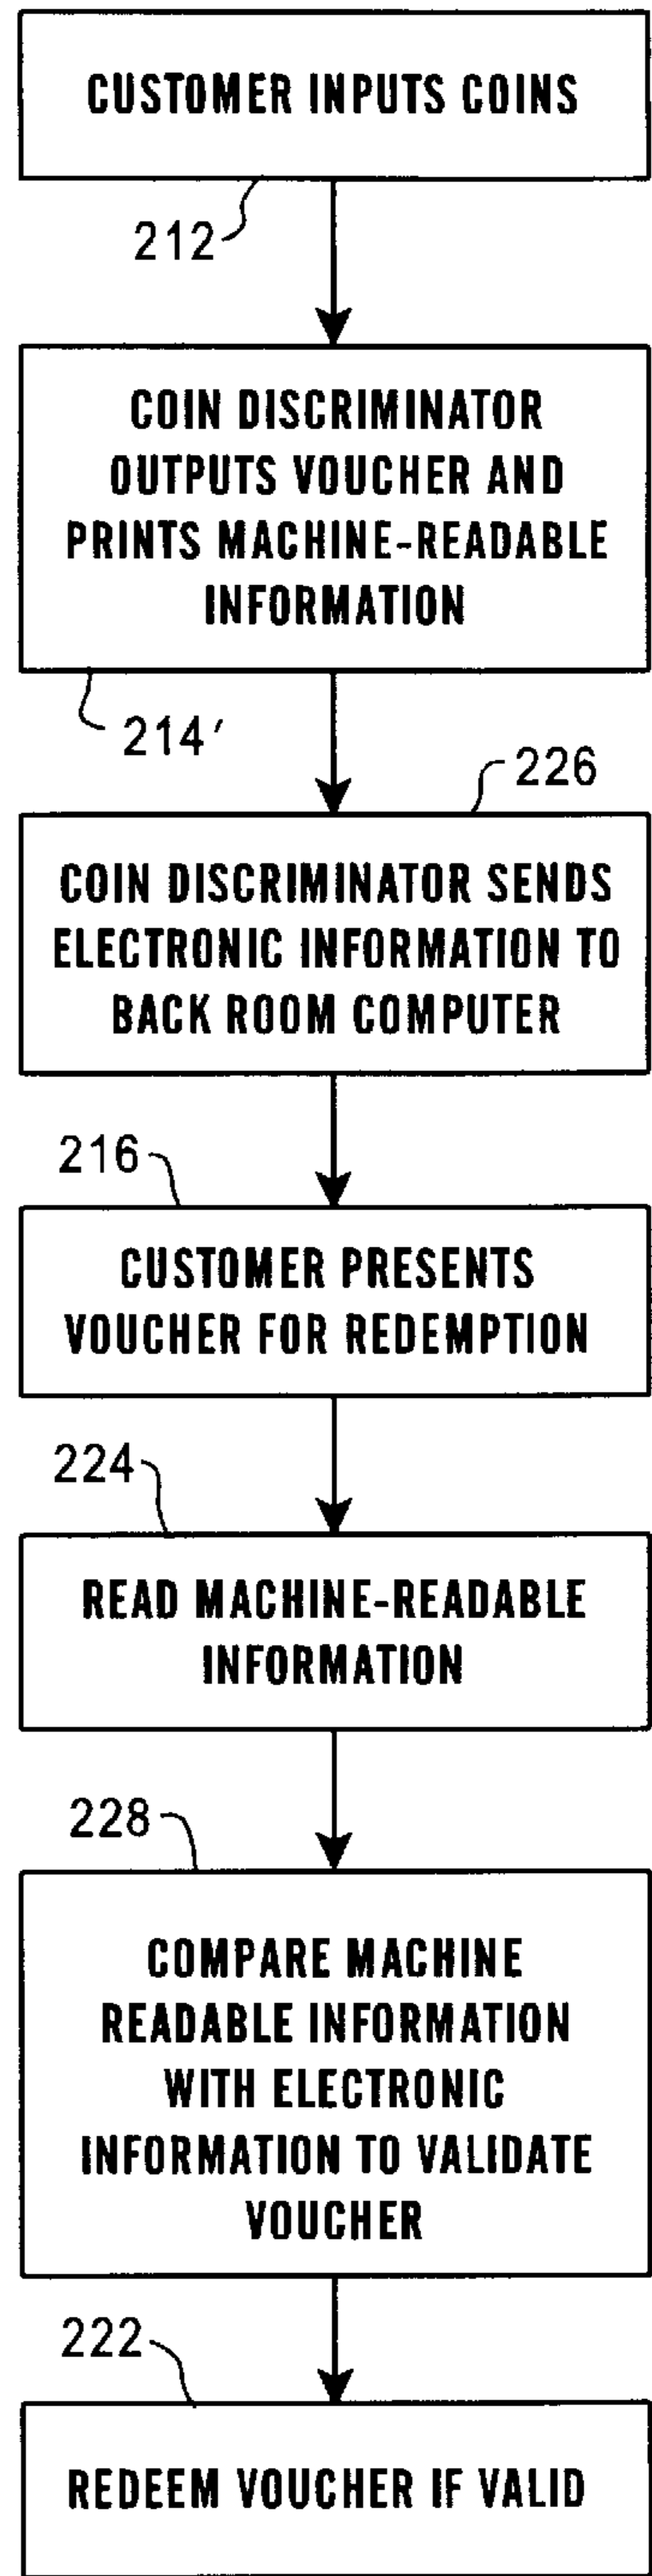 CUSTOMER INPUTS COINS
212
COIN DISCRIMINATOR
OUTPUTS VOUCHER AND
PRINTS MACHINE-READABLE
INFORMATION
214'
226
COIN DISCRIMINATOR SENDS
ELECTRONIC INFORMATION TO
BACK ROOM COMPUTER
216
CUSTOMER PRESENTS
VOUCHER FOR REDEMPTION
224
READ MACHINE-READABLE
INFORMATION
228
COMPARE MACHINE
READABLE INFORMATION
WITH ELECTRONIC
INFORMATION TO VALIDATE
VOUCHER
222
REDEEM VOUCHER IF VALID